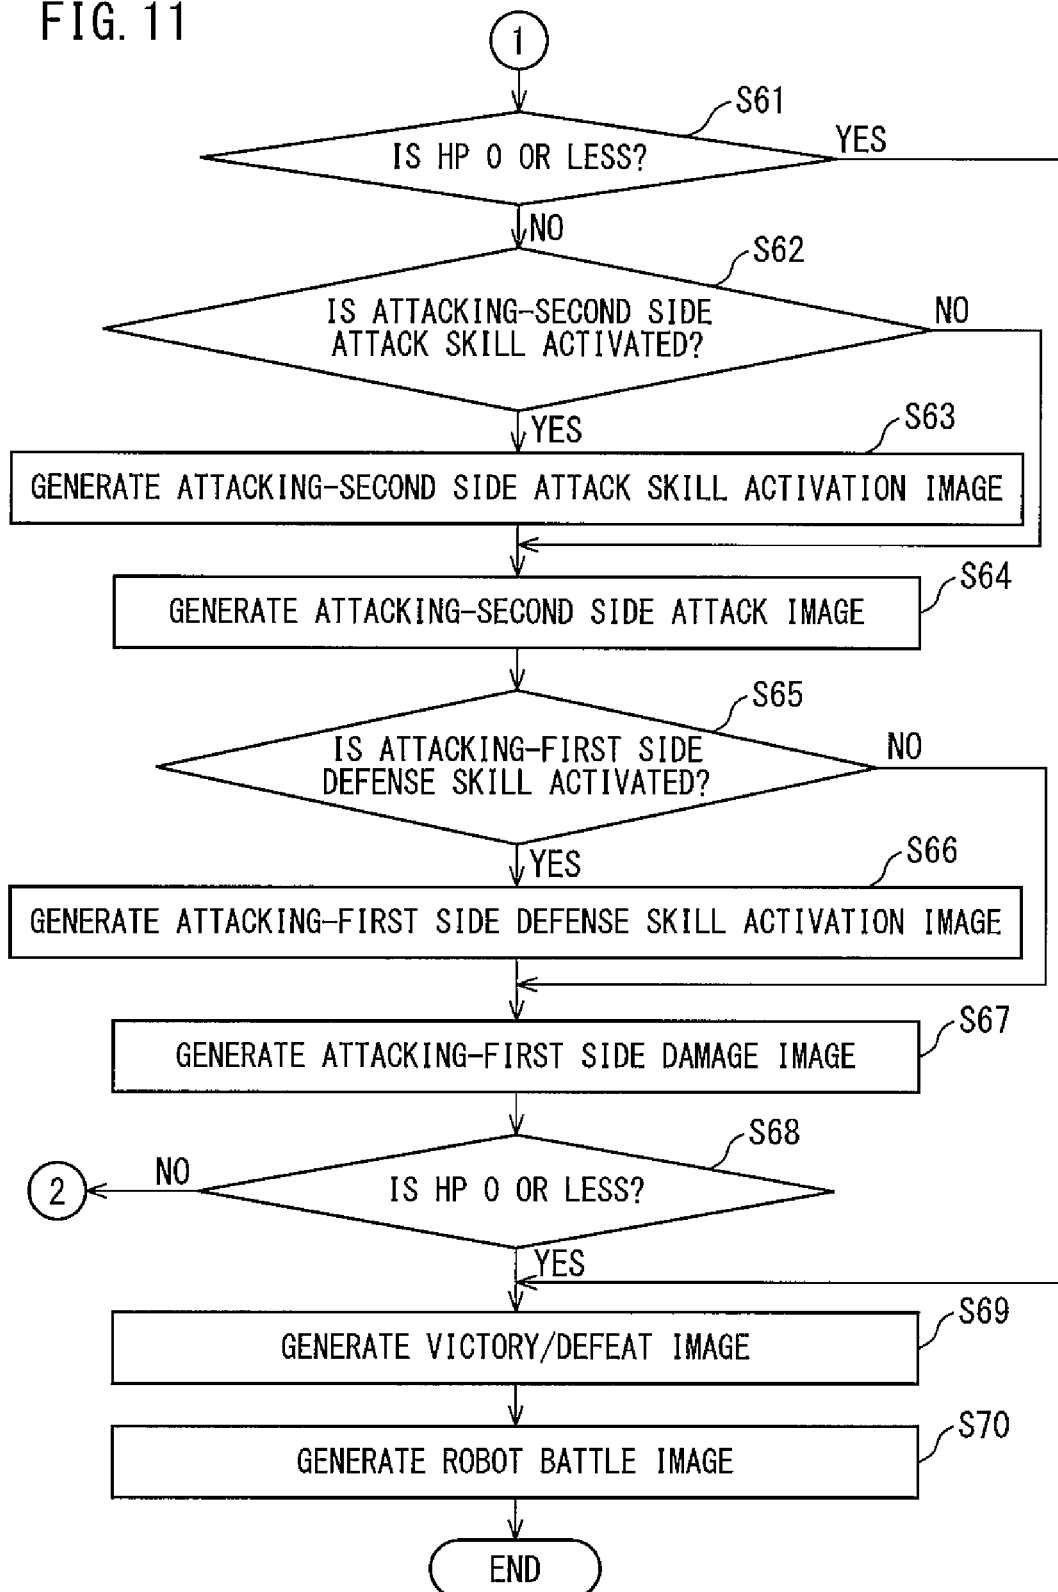 FIG. 11
1
S61
IS HP 0 OR LESS?
YES
NO
S62
IS ATTACKING-SECOND SIDE
ATTACK SKILL ACTIVATED?
NO
YES
S63
GENERATE ATTACKING-SECOND SIDE ATTACK SKILL ACTIVATION IMAGE
S64
GENERATE ATTACKING-SECOND SIDE ATTACK IMAGE
S65
IS ATTACKING-FIRST SIDE
DEFENSE SKILL ACTIVATED?
NO
YES
S66
GENERATE ATTACKING-FIRST SIDE DEFENSE SKILL ACTIVATION IMAGE
S67
GENERATE ATTACKING-FIRST SIDE DAMAGE IMAGE
S68
IS HP 0 OR LESS?
NO
2
YES
S69
GENERATE VICTORY/DEFEAT IMAGE
S70
GENERATE ROBOT BATTLE IMAGE
END